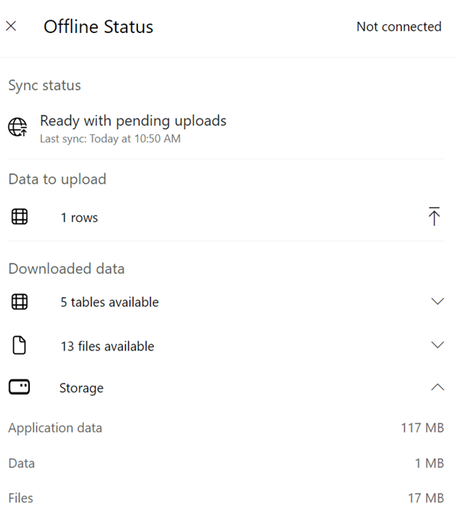 Offline Status
Not connected
Sync status
Ready with pending uploads
Last sync: Today at 10:50 AM
Data to upload
1 rows
Downloaded data
5 tables available
13 files available
Storage
Application data 117 MB
Data 1 MB
Files 17 MB